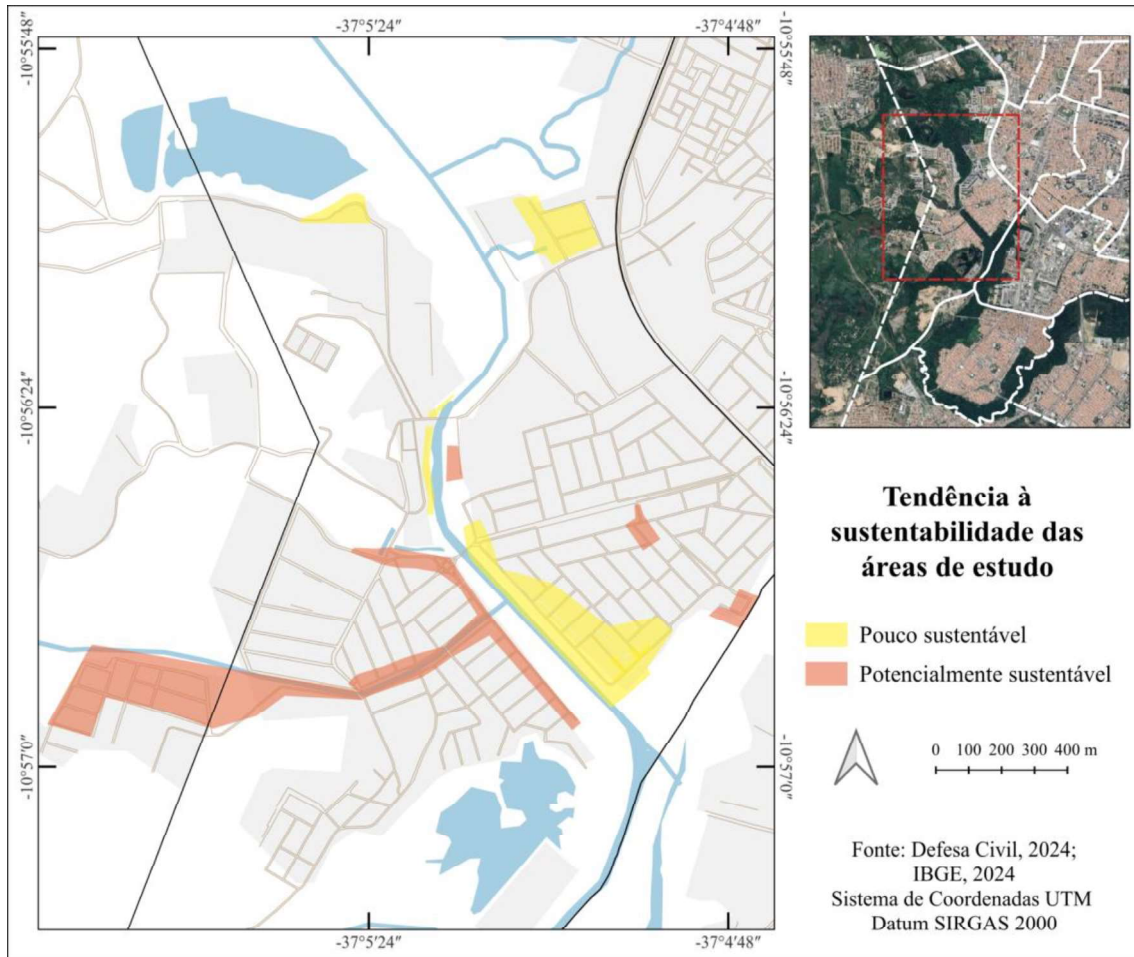 -37°5′24″
-37°4′48″
-10°55′48″
-10°55′48″
-10°56′24″
-10°56′24″
-10°57′0″
-10°57′0″
-37°5′24″
-37°4′48″
Tendência à
sustentabilidade das
áreas de estudo
Pouco sustentável
Potencialmente sustentável
0 100 200 300 400 m
Fonte: Defesa Civil, 2024;
IBGE, 2024
Sistema de Coordenadas UTM
Datum SIRGAS 2000